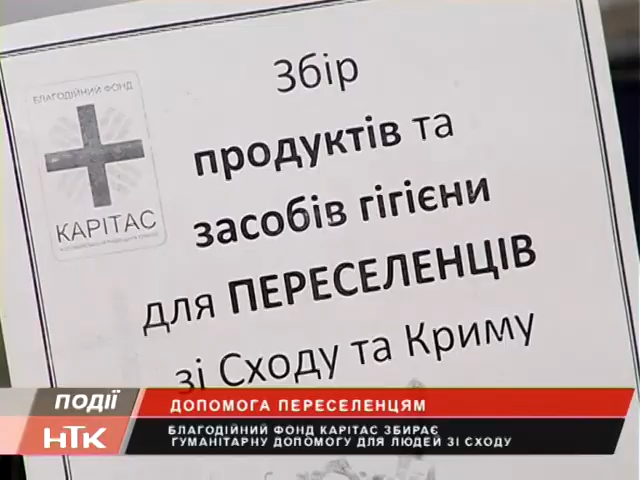 БЛАГОДІЙНИЙ ФОНД
КАРІТАС
Збір
продуктів та
засобів гігієни
для ПЕРЕСЕЛЕНЦІВ
зі Сходу та Криму
ПОДІЇ
НТК
ДОПОМОГА ПЕРЕСЕЛЕНЦЯМ
БЛАГОДІЙНИЙ ФОНД КАРІТАС ЗБИРАЄ
ГУМАНІТАРНУ ДОПОМОГУ ДЛЯ ЛЮДЕЙ ЗІ СХОДУ